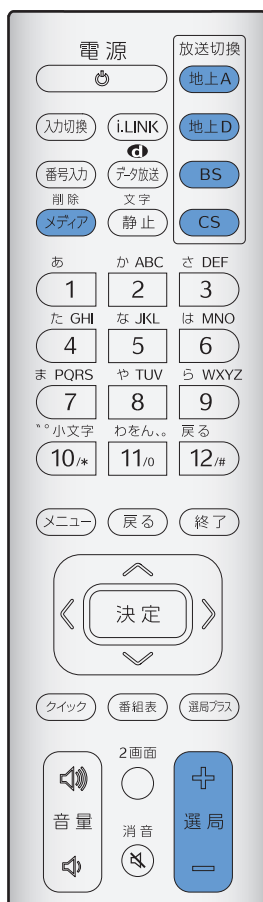 電源
放送切換
地上A
入力切換 i.LINK 地上D
d
番号入力 データ放送 BS
削除 文字
メディア 静止 CS
あ か ABC さ DEF
1 2 3
た GHI な JKL は MNO
4 5 6
ま PQRS や TUV ら WXYZ
7 8 9
゛゜小文字 わをん、。 戻る
10/* 11/0 12/#
メニュー 戻る 終了
決定
クイック 番組表 選局プラス
2画面
音量 選局
消音